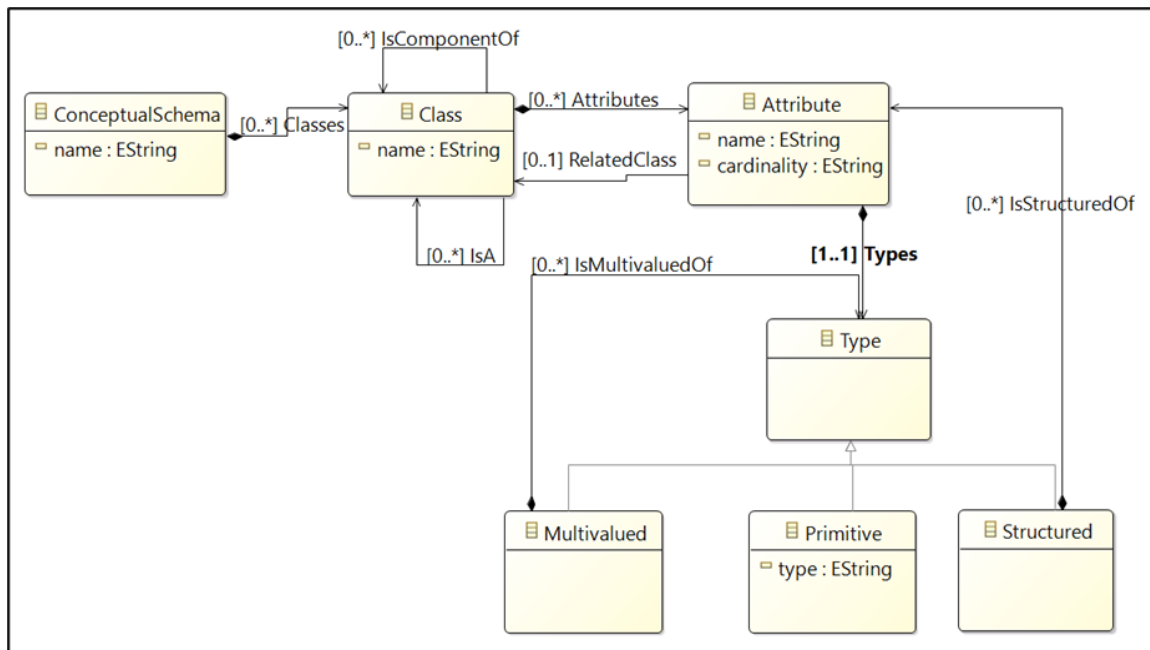 [0..*] IsComponentOf
ConceptualSchema
name : EString
[0..*] Classes
Class
name : EString
[0..*] Attributes
Attribute
name : EString
cardinality : EString
[0..1] RelatedClass
[0..*] IsA
[0..*] IsStructuredOf
[1..1] Types
[0..*] IsMultivaluedOf
Type
Multivalued
Primitive
type : EString
Structured